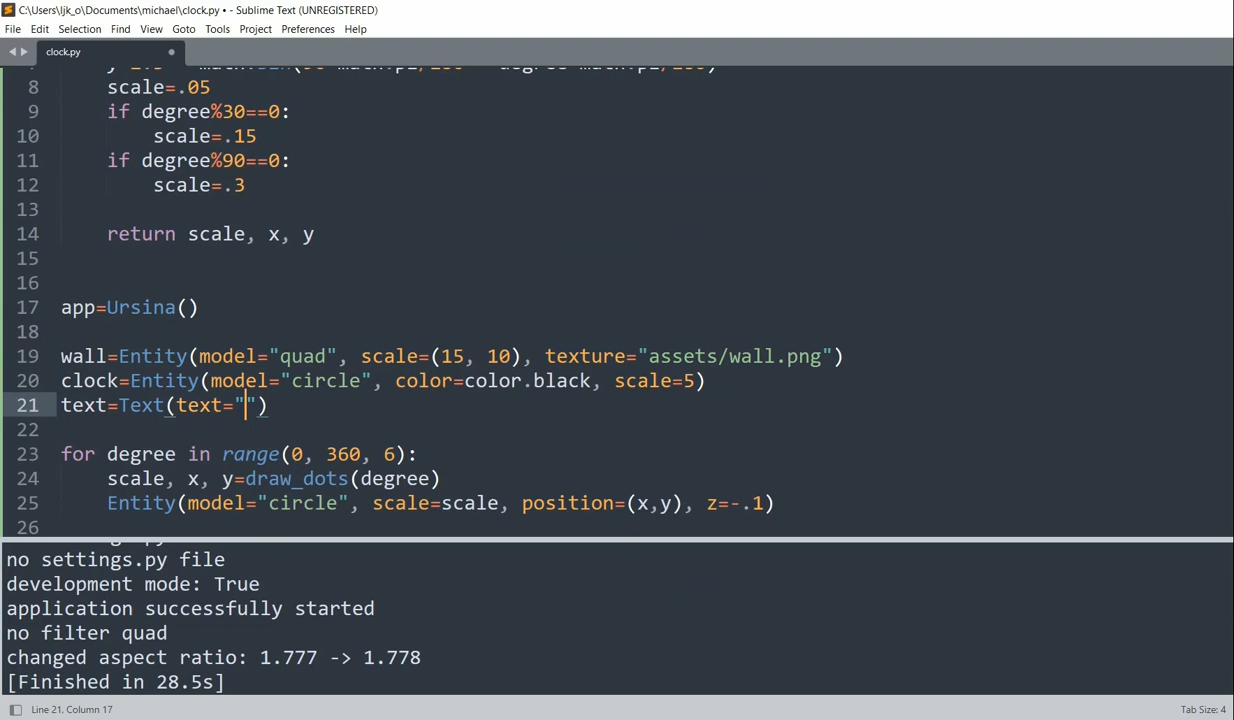 C:\Users\ljk_o\Documents\michael\clock.py • - Sublime Text (UNREGISTERED)
File Edit Selection Find View Goto Tools Project Preferences Help
clock.py
8 scale=.05
9 if degree%30==0:
10 scale=.15
11 if degree%90==0:
12 scale=.3
13
14 return scale, x, y
15
16
17 app=Ursina()
18
19 wall=Entity(model="quad", scale=(15, 10), texture="assets/wall.png")
20 clock=Entity(model="circle", color=color.black, scale=5)
21 text=Text(text="")
22
23 for degree in range(0, 360, 6):
24 scale, x, y=draw_dots(degree)
25 Entity(model="circle", scale=scale, position=(x,y), z=-.1)
26
no settings.py file
development mode: True
application successfully started
no filter quad
changed aspect ratio: 1.777 -> 1.778
[Finished in 28.5s]
Line 21, Column 17 Tab Size: 4